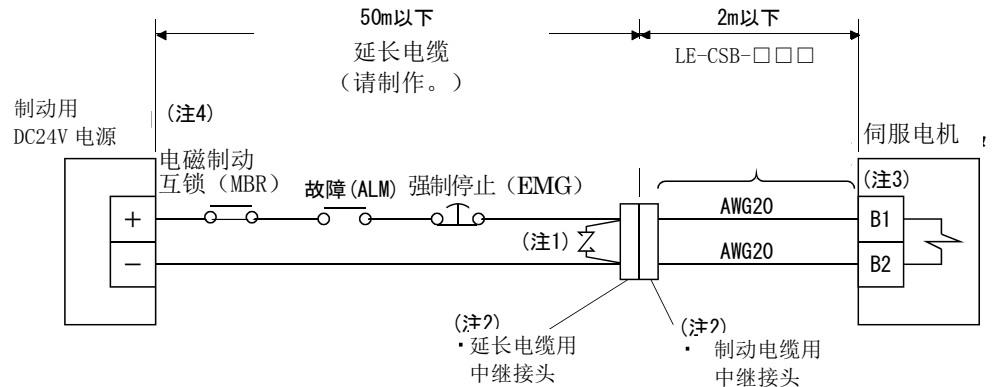 50m以下
2m以下
延长电缆
（请制作。）
LE-CSB-□□□
制动用
DC24V 电源
(注4)
伺服电机
电磁制动
互锁（MBR）
故障(ALM)
强制停止（EMG）
(注3)
+
−
(注1)
AWG20
AWG20
B1
B2
(注2)
・延长电缆用
中继接头
(注2)
・ 制动电缆用
中继接头